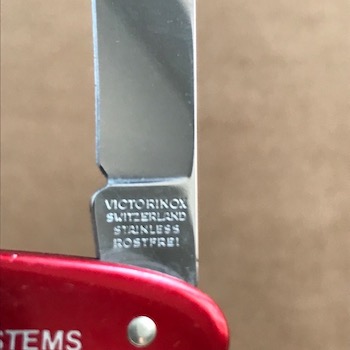 VICTORINOX
SWITZERLAND
STAINLESS
ROSTFREI
STEMS